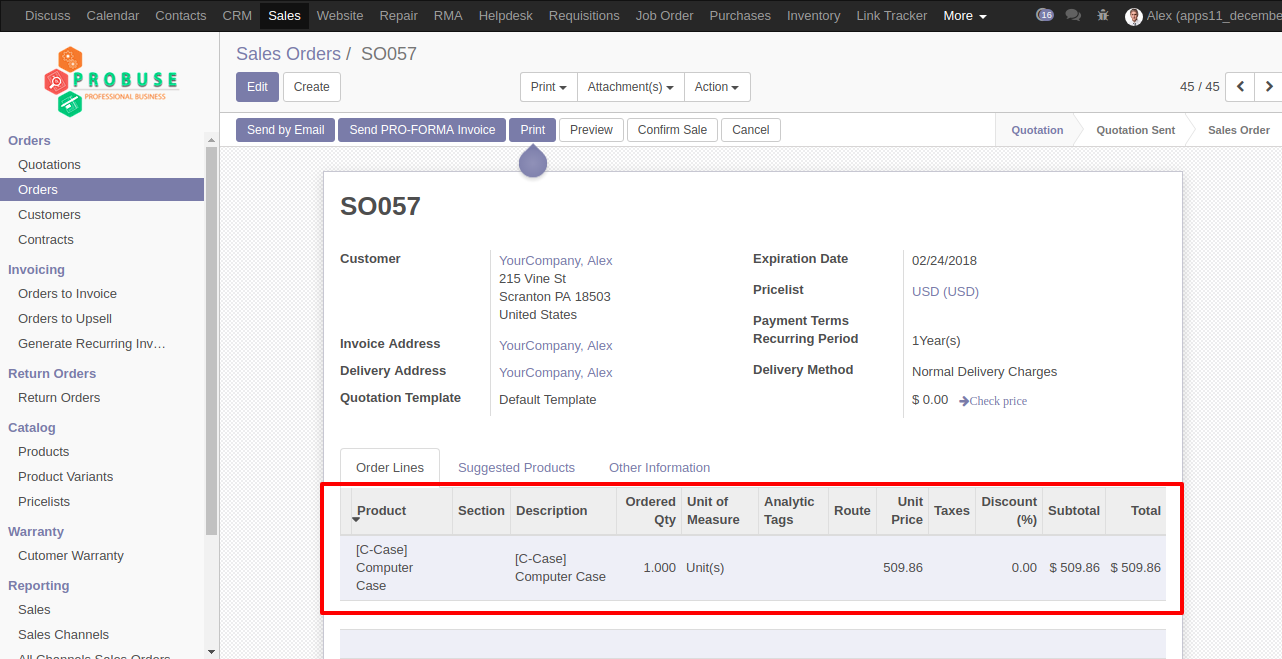 Discuss Calendar Contacts CRM Sales Website Repair RMA Helpdesk Requisitions Job Order Purchases Inventory Link Tracker More 16 Alex (apps11_decembe
PROBUSE
PROFESSIONAL BUSINESS
Sales Orders / SO057
Edit Create Print Attachment(s) Action 45 / 45
Send by Email Send PRO-FORMA Invoice Print Preview Confirm Sale Cancel Quotation Quotation Sent Sales Order
Orders
Quotations
Orders
Customers
Contracts
Invoicing
Orders to Invoice
Orders to Upsell
Generate Recurring Inv…
Return Orders
Return Orders
Catalog
Products
Product Variants
Pricelists
Warranty
Cutomer Warranty
Reporting
Sales
Sales Channels
All Channels Sales Orders
SO057
Customer
YourCompany, Alex
215 Vine St
Scranton PA 18503
United States
Invoice Address YourCompany, Alex
Delivery Address YourCompany, Alex
Quotation Template Default Template
Expiration Date 02/24/2018
Pricelist USD (USD)
Payment Terms
Recurring Period 1Year(s)
Delivery Method Normal Delivery Charges
$ 0.00 Check price
Order Lines Suggested Products Other Information
Product Section Description Ordered Qty Unit of Measure Analytic Tags Route Unit Price Taxes Discount (%) Subtotal Total
[C-Case] Computer Case [C-Case] Computer Case 1.000 Unit(s) 509.86 0.00 $ 509.86 $ 509.86